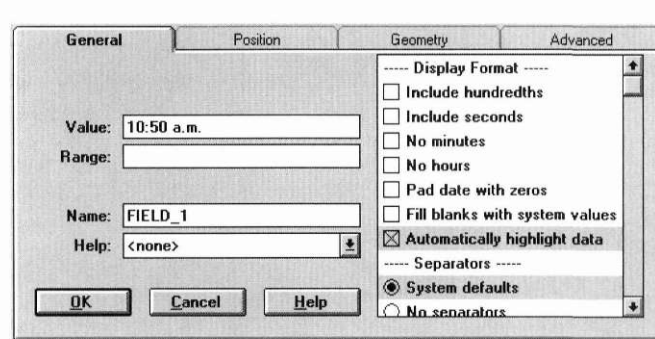 General Position Geometry Advanced
Value: 10:50 a.m.
Range:
Name: FIELD_1
Help: <none>
OK Cancel Help
----- Display Format -----
Include hundredths
Include seconds
No minutes
No hours
Pad date with zeros
Fill blanks with system values
Automatically highlight data
----- Separators -----
System defaults
No separators